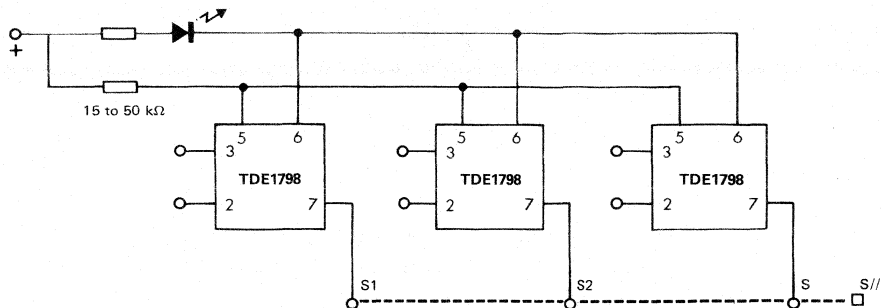 +
15 to 50 kΩ
5 6 5 6 5 6
3 3 3
TDE1798 TDE1798 TDE1798
2 7 2 7 2 7
S1 S2 S S//